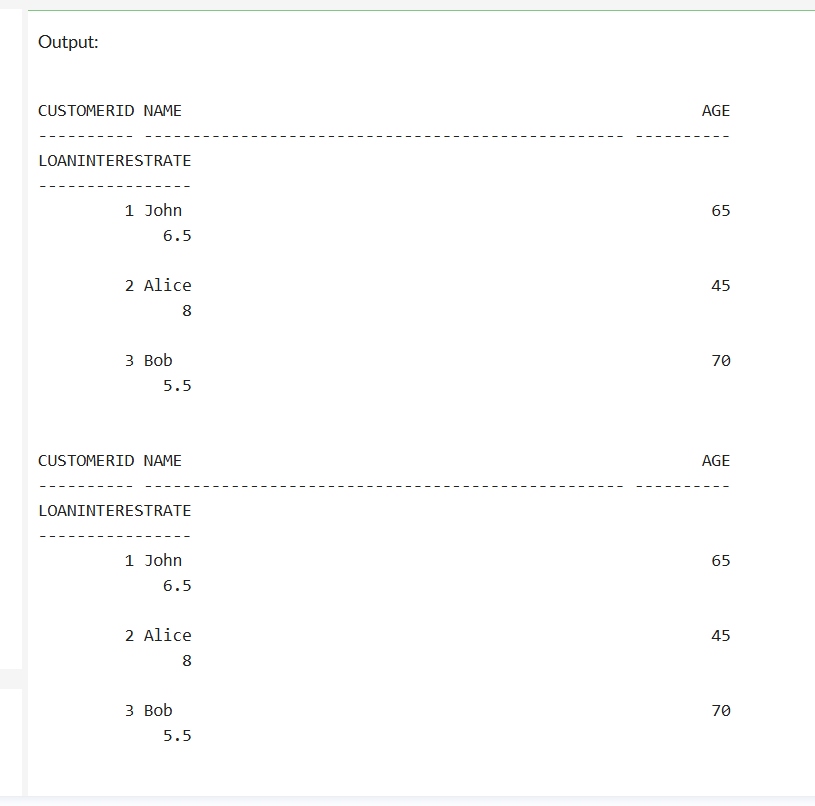 Output:
CUSTOMERID NAME                                                      AGE
---------- -------------------------------------------------- ----------
LOANINTERESTRATE
----------------
         1 John                                                       65
             6.5
         2 Alice                                                      45
               8
         3 Bob                                                        70
             5.5
CUSTOMERID NAME                                                      AGE
---------- -------------------------------------------------- ----------
LOANINTERESTRATE
----------------
         1 John                                                       65
             6.5
         2 Alice                                                      45
               8
         3 Bob                                                        70
             5.5